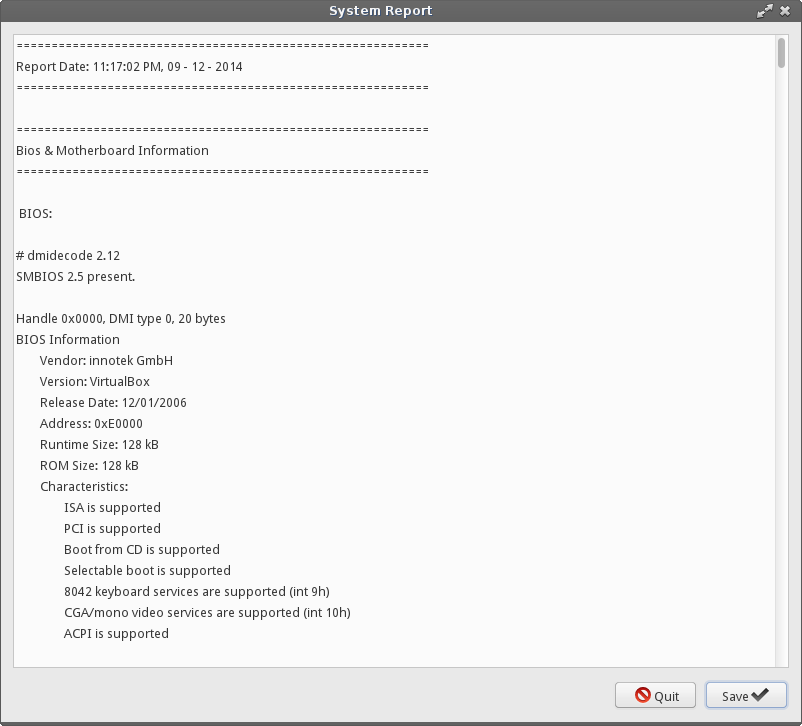 System Report
===========================================================
Report Date: 11:17:02 PM, 09 - 12 - 2014
===========================================================
===========================================================
Bios & Motherboard Information
===========================================================
BIOS:
# dmidecode 2.12
SMBIOS 2.5 present.
Handle 0x0000, DMI type 0, 20 bytes
BIOS Information
Vendor: innotek GmbH
Version: VirtualBox
Release Date: 12/01/2006
Address: 0xE0000
Runtime Size: 128 kB
ROM Size: 128 kB
Characteristics:
ISA is supported
PCI is supported
Boot from CD is supported
Selectable boot is supported
8042 keyboard services are supported (int 9h)
CGA/mono video services are supported (int 10h)
ACPI is supported
Quit Save